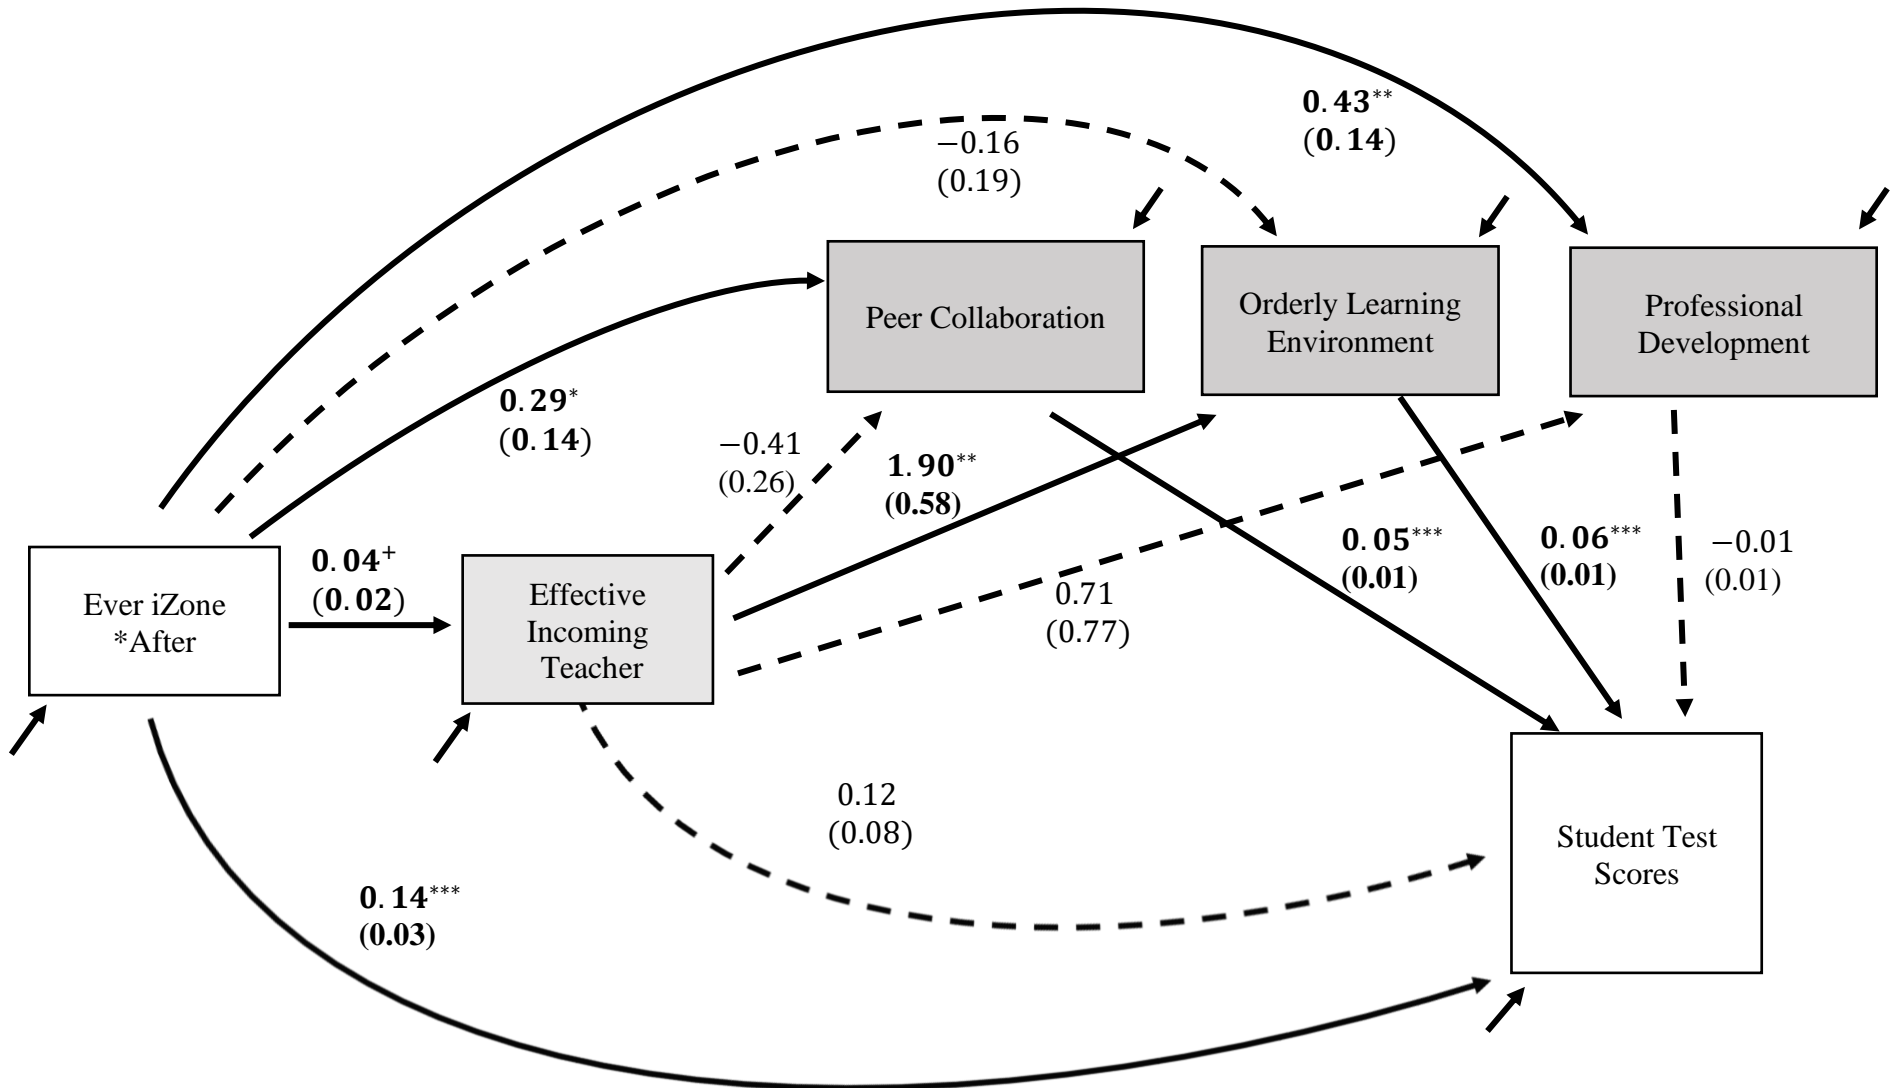 0.43**
(0.14)
−0.16
(0.19)
Peer Collaboration
Orderly Learning
Environment
Professional
Development
0.29*
(0.14)
−0.41
(0.26)
1.90**
(0.58)
0.05***
(0.01)
0.06***
(0.01)
−0.01
(0.01)
0.04+
(0.02)
Ever iZone
*After
Effective
Incoming
Teacher
0.71
(0.77)
0.12
(0.08)
Student Test
Scores
0.14***
(0.03)